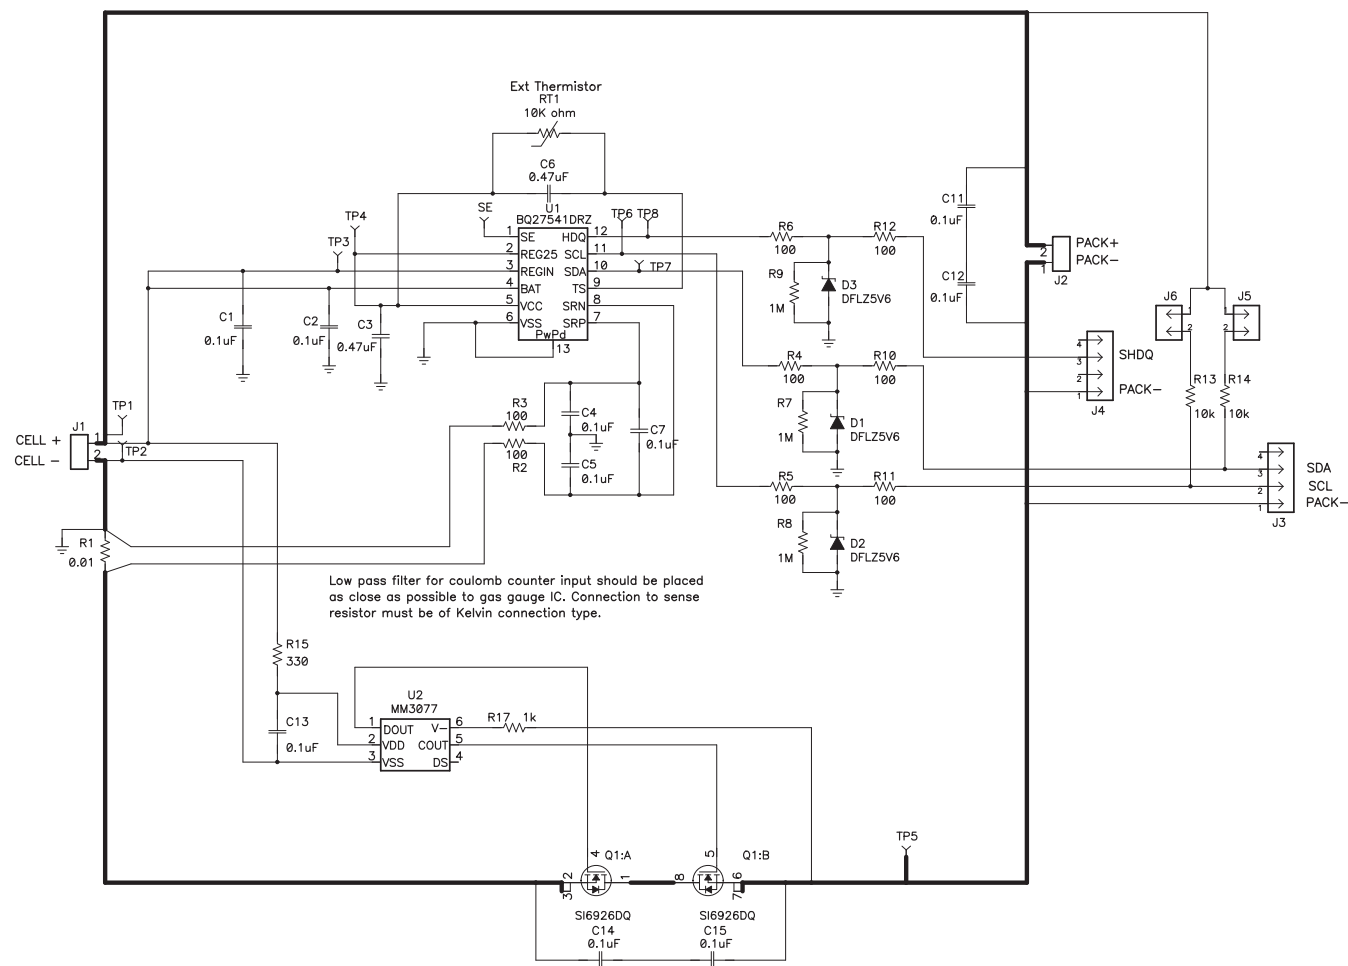 Ext Thermistor
RT1
10K ohm
C6
0.47uF
U1
BQ27541DRZ
SE
TP4
TP3
TP6 TP8
TP7
1 SE
2 REG25
3 REGIN
4 BAT
5 VCC
6 VSS
HDQ 12
SCL 11
SDA 10
TS 9
SRN 8
SRP 7
PwPd
13
C1
0.1uF
C2
0.1uF
C3
0.47uF
R6
100
R12
100
R9
1M
D3
DFLZ5V6
C11
0.1uF
C12
0.1uF
PACK+
2
PACK-
1
J2
J6
1
2
J5
1
2
R4
100
R10
100
R7
1M
D1
DFLZ5V6
4
3
SHDQ
2
1
PACK-
J4
R13
10k
R14
10k
TP1
J1
CELL +
1
CELL -
2
TP2
R3
100
100
R2
C4
0.1uF
C5
0.1uF
C7
0.1uF
R5
100
R11
100
R8
1M
D2
DFLZ5V6
4
3
SDA
2
SCL
1
PACK-
J3
R1
0.01
Low pass filter for coulomb counter input should be placed
as close as possible to gas gauge IC. Connection to sense
resistor must be of Kelvin connection type.
R15
330
C13
0.1uF
U2
MM3077
1 DOUT
2 VDD
3 VSS
V- 6
COUT 5
DS 4
R17 1k
TP5
4
Q1:A
2
3
1
5
Q1:B
8
6
7
SI6926DQ
SI6926DQ
C14
0.1uF
C15
0.1uF